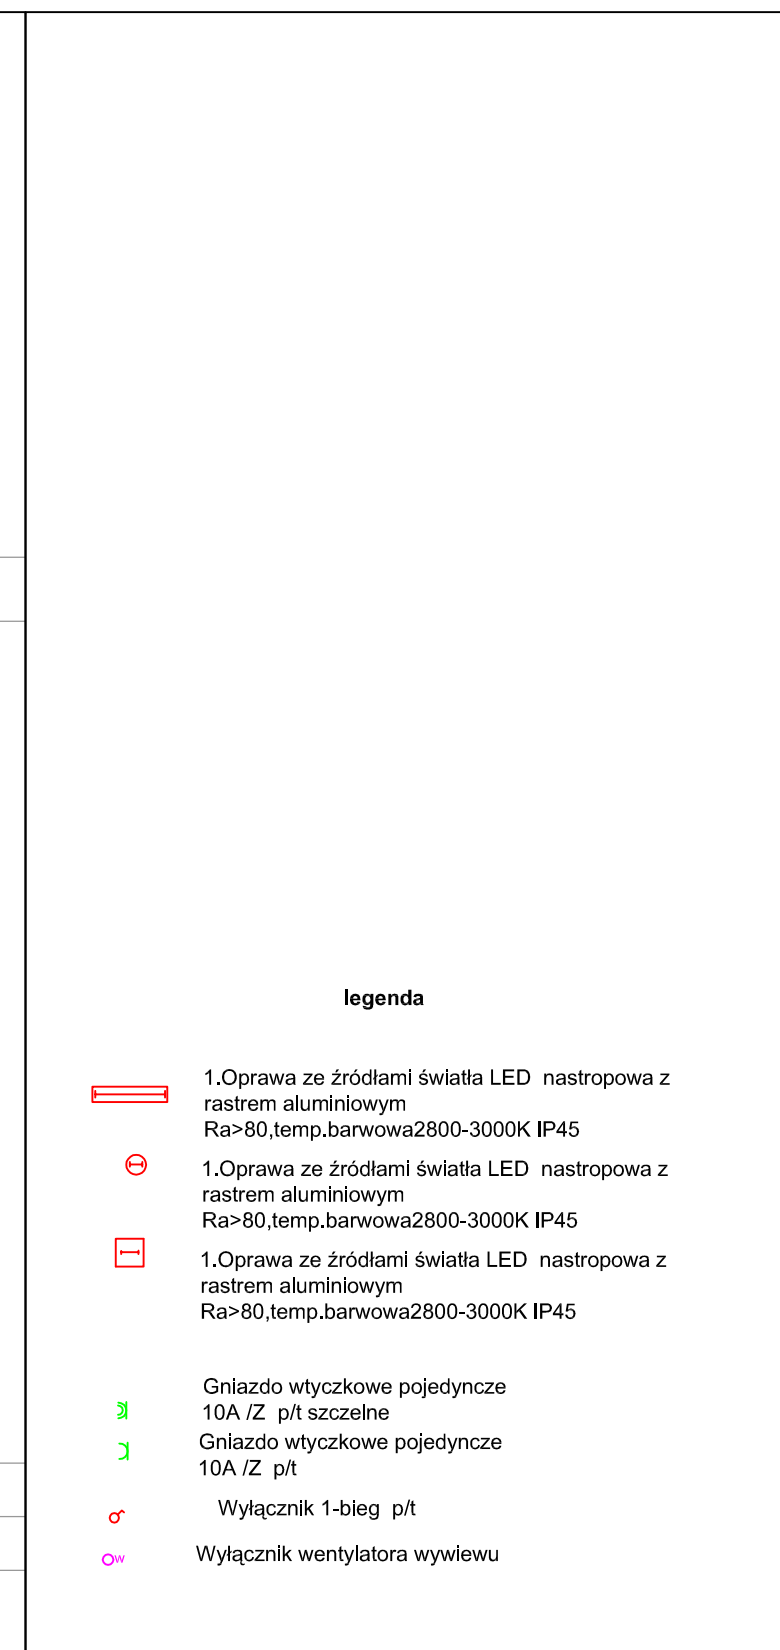 legenda
1.Oprawa ze źródłami światła LED nastropowa z
rastrem aluminiowym
Ra>80,temp.barwowa2800-3000K IP45
1.Oprawa ze źródłami światła LED nastropowa z
rastrem aluminiowym
Ra>80,temp.barwowa2800-3000K IP45
1.Oprawa ze źródłami światła LED nastropowa z
rastrem aluminiowym
Ra>80,temp.barwowa2800-3000K IP45
Gniazdo wtyczkowe pojedyncze
10A /Z p/t szczelne
Gniazdo wtyczkowe pojedyncze
10A /Z p/t
Wyłącznik 1-bieg p/t
W Wyłącznik wentylatora wywiewu